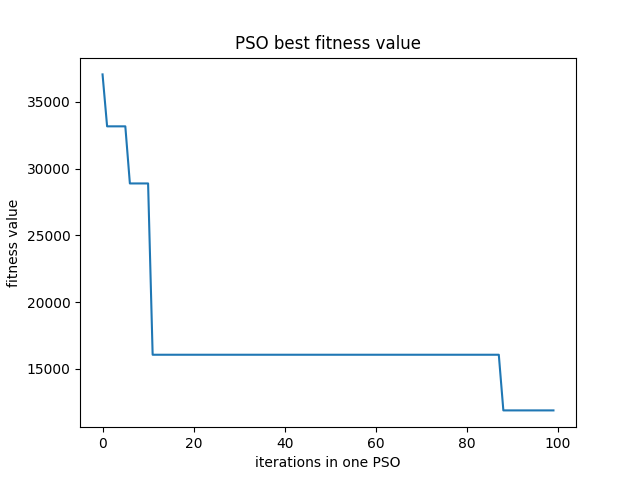 PSO best fitness value
fitness value
35000
30000
25000
20000
15000
0 20 40 60 80 100
iterations in one PSO